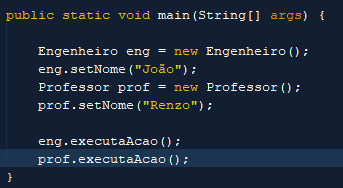 public static void main(String[] args) {
Engenheiro eng = new Engenheiro();
eng.setNome("João");
Professor prof = new Professor();
prof.setNome("Renzo");
eng.executaAcao();
prof.executaAcao();
}